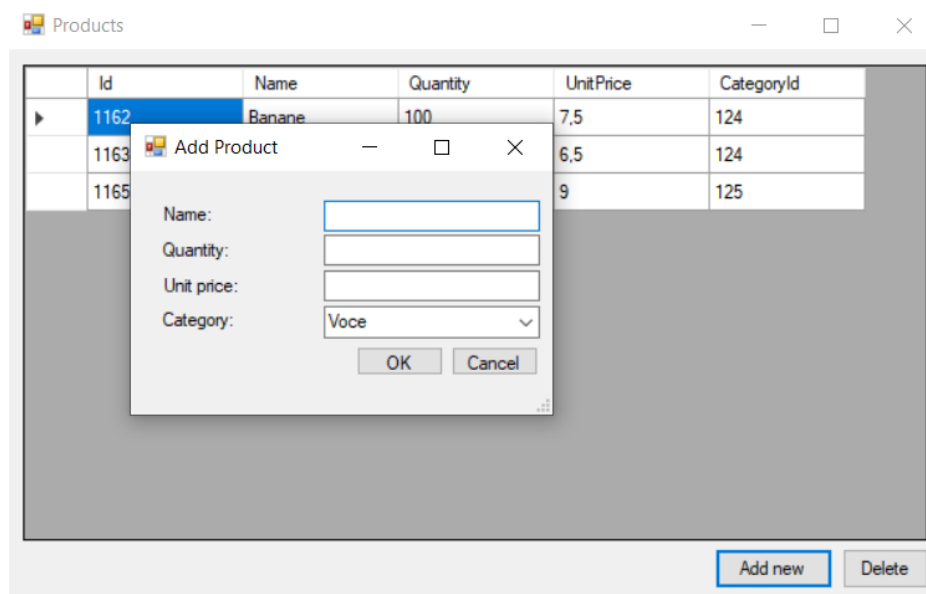 Products
Id Name Quantity UnitPrice CategoryId
1162 Banane 100 7,5 124
1163 6,5 124
1165 9 125
Add Product
Name:
Quantity:
Unit price:
Category: Voce
OK Cancel
Add new Delete